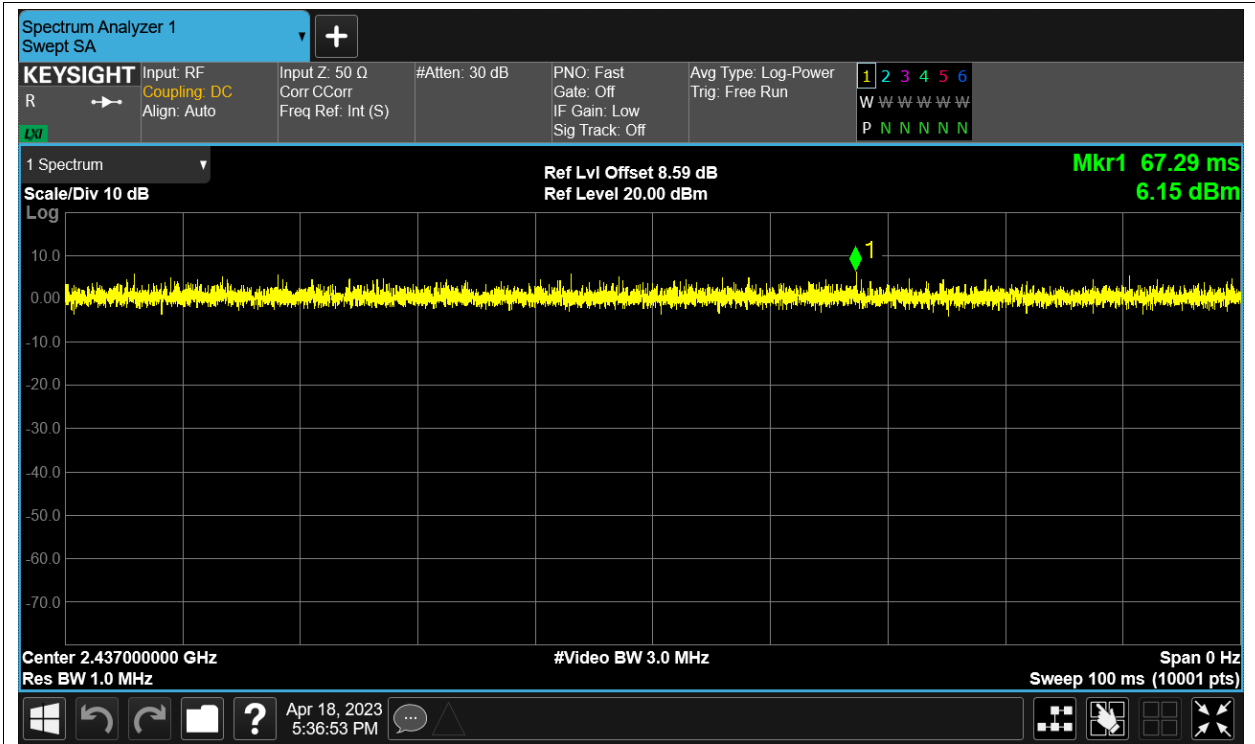 Spectrum Analyzer 1
Swept SA
KEYSIGHT
R
LXI
Input: RF
Coupling: DC
Align: Auto
Input Z: 50 Ω
Corr CCorr
Freq Ref: Int (S)
#Atten: 30 dB
PNO: Fast
Gate: Off
IF Gain: Low
Sig Track: Off
Avg Type: Log-Power
Trig: Free Run
1 2 3 4 5 6
W W W W W W
P N N N N N
1 Spectrum
Scale/Div 10 dB
Log
Ref Lvl Offset 8.59 dB
Ref Level 20.00 dBm
Mkr1 67.29 ms
6.15 dBm
1
10.0
0.00
-10.0
-20.0
-30.0
-40.0
-50.0
-60.0
-70.0
Center 2.437000000 GHz
Res BW 1.0 MHz
#Video BW 3.0 MHz
Span 0 Hz
Sweep 100 ms (10001 pts)
?
Apr 18, 2023
5:36:53 PM